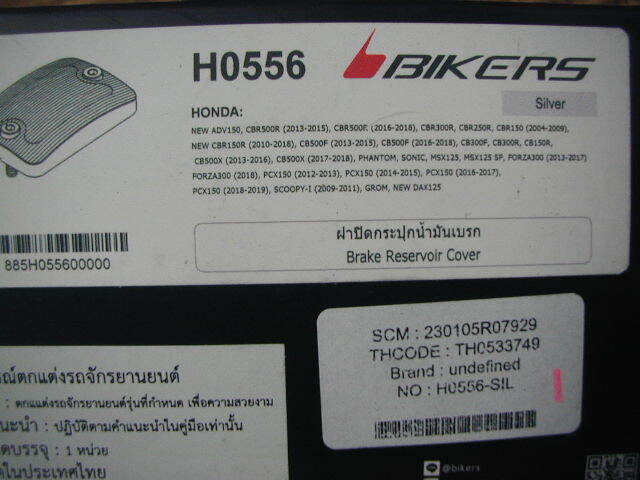 H0556
BIKERS
Silver
HONDA:
NEW ADV150, CBR500R (2013-2015), CBR500R (2016-2018), CBR300R, CBR250R, CBR150 (2004-2009),
NEW CBR150R (2010-2018), CB500F (2013-2015), CB500F (2016-2018), CB300F, CB300R, CB150R,
CB500X (2013-2016), CB500X (2017-2018), PHANTOM, SONIC, MSX125, MSX125 SF, FORZA300 (2013-2017)
FORZA300 (2018), PCX150 (2012-2013), PCX150 (2014-2015), PCX150 (2016-2017),
PCX150 (2018-2019), SCOOPY-I (2009-2011), GROM, NEW DAX125
ฝาปิดกระปุกน้ำมันเบรก
Brake Reservoir Cover
885H055600000
SCM : 230105R07929
THCODE : TH0533749
Brand : undefined
NO : H0556-SIL
รณ์ตกแต่งรถจักรยานยนต์
: ตกแต่งรถจักรยานยนต์รุ่นที่กำหนด เพื่อความสวยงาม
แนะนำ : ปฏิบัติตามคำแนะนำในคู่มือเท่านั้น
บรรจุ : 1 หน่วย
ในประเทศไทย
@bikers